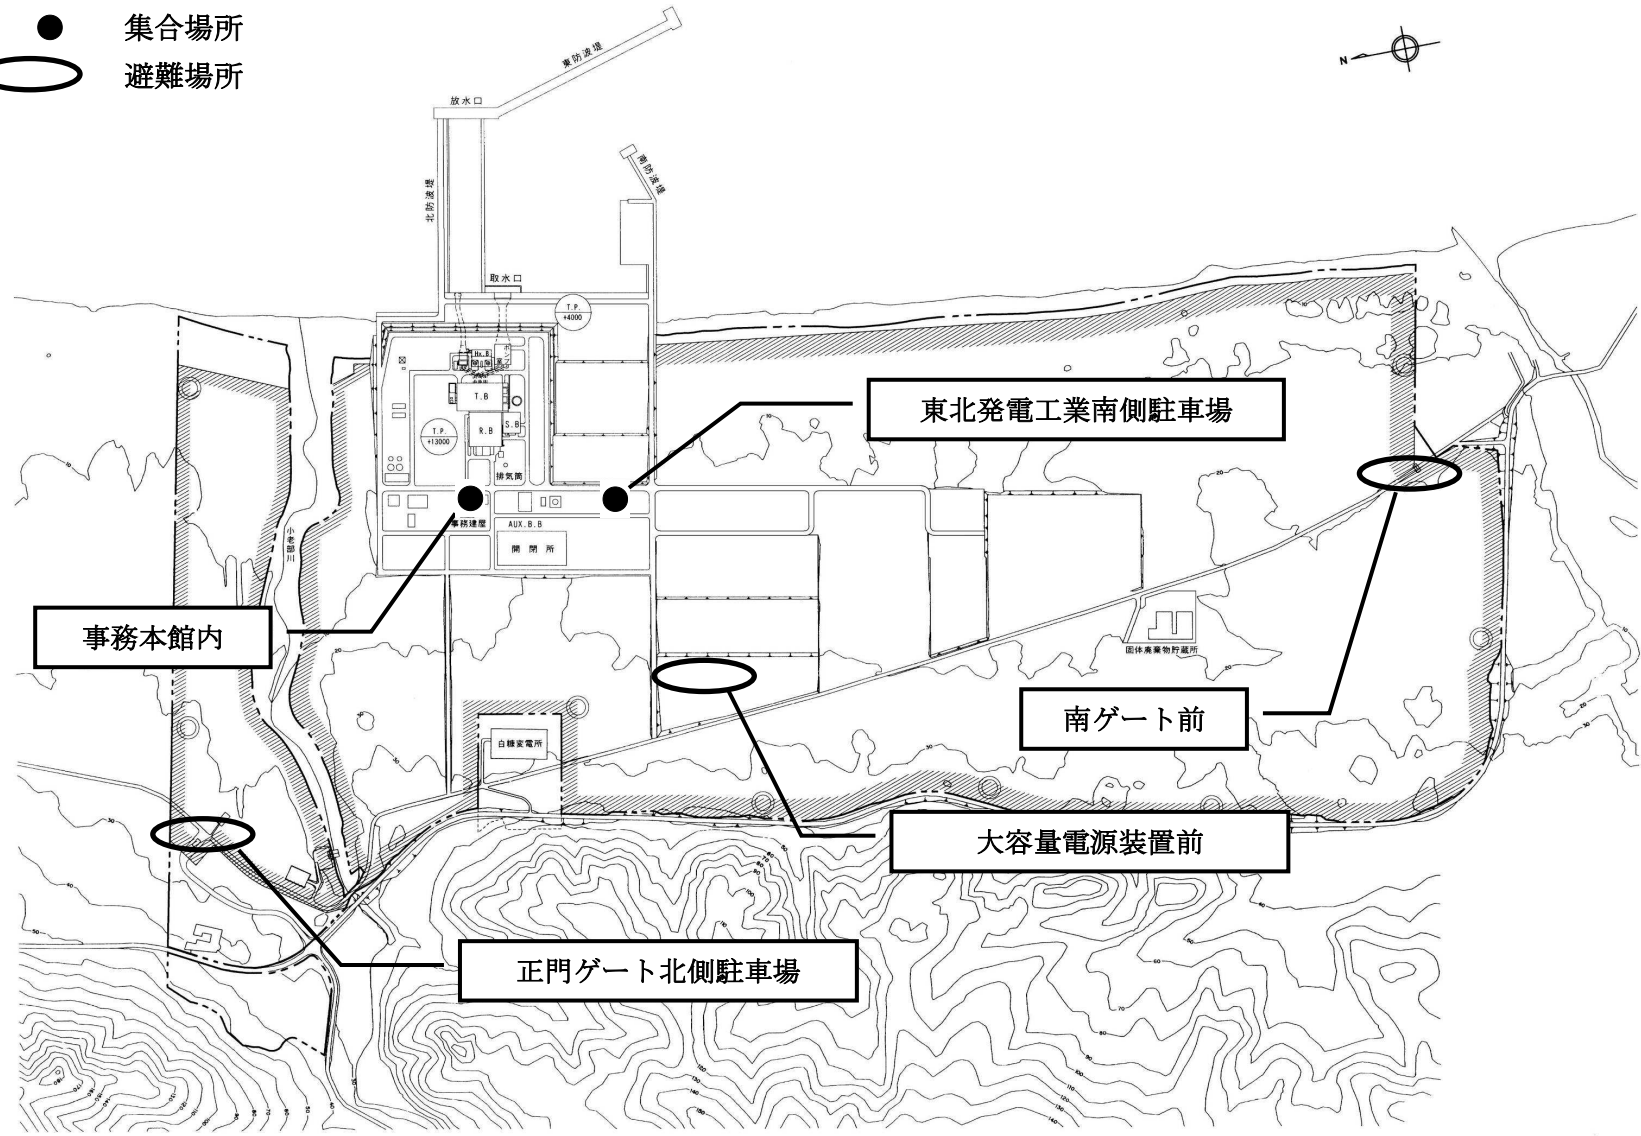 集合場所
避難場所
N
東防波堤
放水口
南防波堤
北防波堤
取水口
T.P.
+4000
Hx.B
T.B
T.P.
+13000
R.B
S.B
排気筒
東北発電工業南側駐車場
事務建屋
AUX.B.B
開閉所
小老部川
事務本館内
固体廃棄物貯蔵所
南ゲート前
白糠変電所
大容量電源装置前
正門ゲート北側駐車場